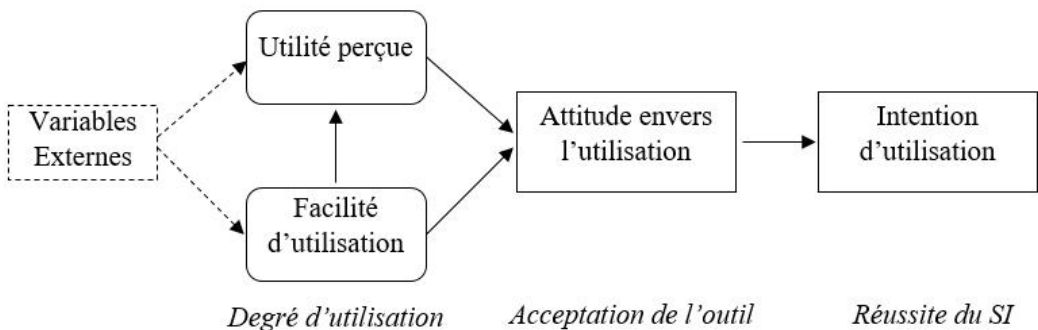 Utilité perçue
Variables
Externes
Facilité
d’utilisation
Attitude envers
l’utilisation
Intention
d’utilisation
Degré d’utilisation
Acceptation de l’outil
Réussite du SI